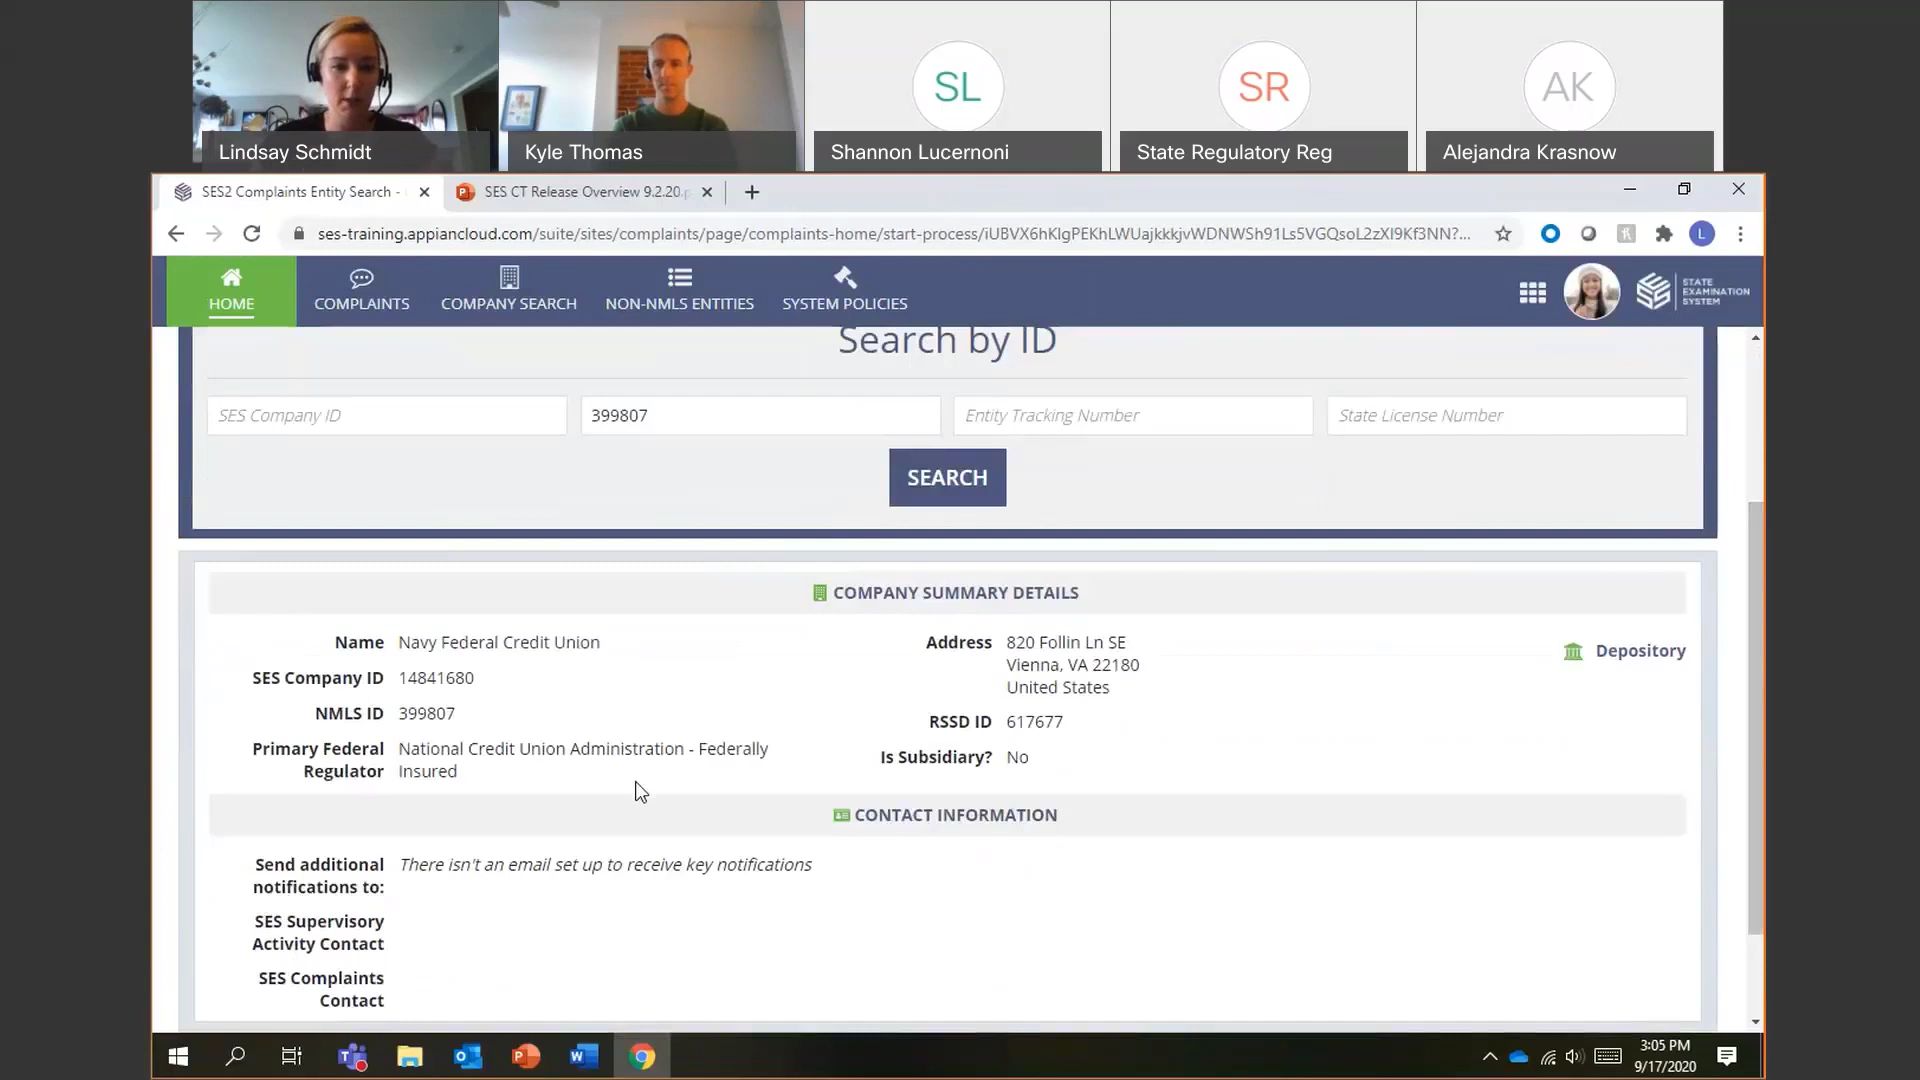 SL
SR
AK
Lindsay Schmidt
Kyle Thomas
Shannon Lucernoni
State Regulatory Reg
Alejandra Krasnow
SES2 Complaints Entity Search -
SES CT Release Overview 9.2.20.p
ses-training.appiancloud.com/suite/sites/complaints/page/complaints-home/start-process/iUBVX6hKlgPEKhLWUajkkkjvWDNWSh91Ls5VGQsoL2zXI9Kf3NN?...
L
HOME
COMPLAINTS
COMPANY SEARCH
NON-NMLS ENTITIES
SYSTEM POLICIES
STATE
EXAMINATION
SYSTEM
Search by ID
SES Company ID
399807
Entity Tracking Number
State License Number
SEARCH
COMPANY SUMMARY DETAILS
Name Navy Federal Credit Union
SES Company ID 14841680
NMLS ID 399807
Primary Federal National Credit Union Administration - Federally
Regulator Insured
Address 820 Follin Ln SE
Vienna, VA 22180
United States
RSSD ID 617677
Is Subsidiary? No
Depository
CONTACT INFORMATION
Send additional There isn't an email set up to receive key notifications
notifications to:
SES Supervisory
Activity Contact
SES Complaints
Contact
3:05 PM
9/17/2020